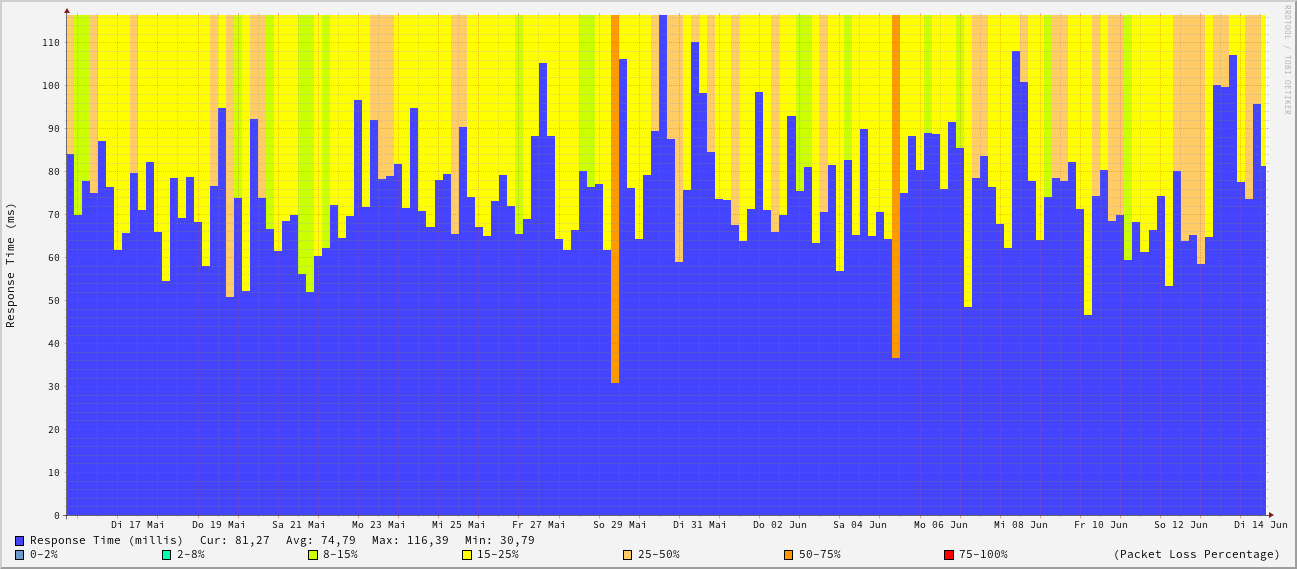 RRDTOOL / TOBI OETIKER
Response Time (ms)
110
100
90
80
70
60
50
40
30
20
10
0
Di 17 Mai Do 19 Mai Sa 21 Mai Mo 23 Mai Mi 25 Mai Fr 27 Mai So 29 Mai Di 31 Mai Do 02 Jun Sa 04 Jun Mo 06 Jun Mi 08 Jun Fr 10 Jun So 12 Jun Di 14 Jun
Response Time (millis) Cur: 81,27 Avg: 74,79 Max: 116,39 Min: 30,79
0-2% 2-8% 8-15% 15-25% 25-50% 50-75% 75-100% (Packet Loss Percentage)